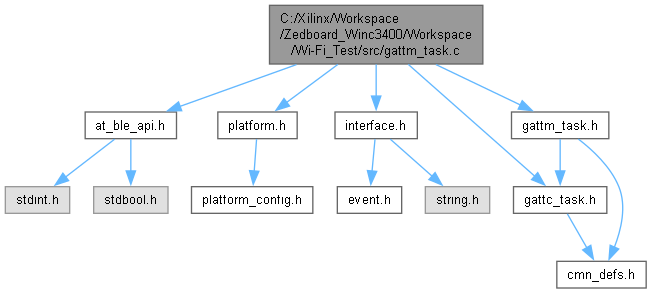 C:/Xilinx/Workspace
/Zedboard_Winc3400/Workspace
/Wi-Fi_Test/src/gattm_task.c
at_ble_api.h
platform.h
interface.h
gattm_task.h
stdint.h
stdbool.h
platform_config.h
event.h
string.h
gattc_task.h
cmn_defs.h